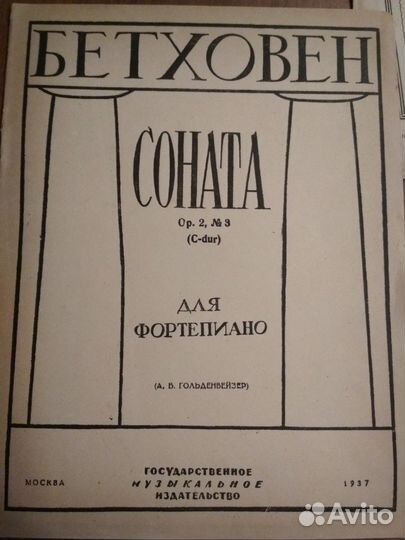 БЕТХОВЕН
СОНАТА
Op. 2, № 3
(C-dur)
ДЛЯ
ФОРТЕПИАНО
(А. Б. ГОЛЬДЕНВЕЙЗЕР)
МОСКВА
ГОСУДАРСТВЕННОЕ
МУЗЫКАЛЬНОЕ
ИЗДАТЕЛЬСТВО
1937
Avito